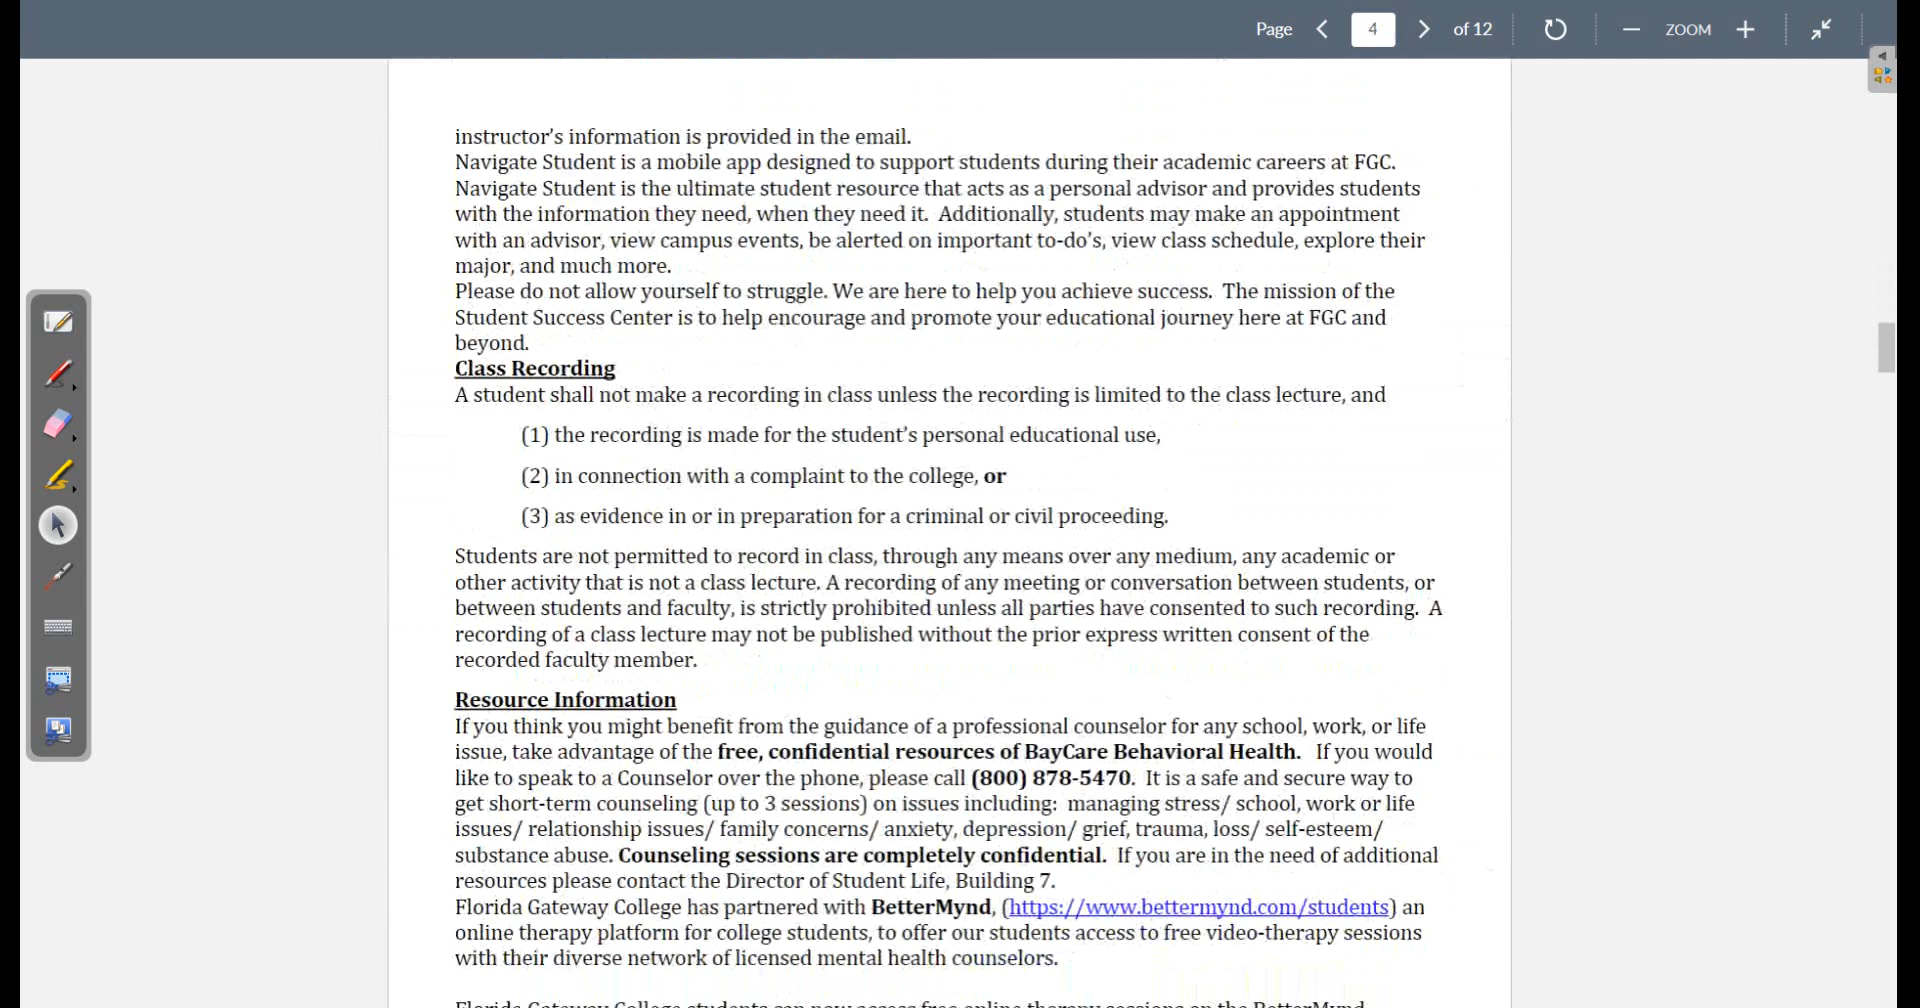 Page 4 of 12 ZOOM
instructor's information is provided in the email.
Navigate Student is a mobile app designed to support students during their academic careers at FGC.
Navigate Student is the ultimate student resource that acts as a personal advisor and provides students
with the information they need, when they need it.  Additionally, students may make an appointment
with an advisor, view campus events, be alerted on important to-do's, view class schedule, explore their
major, and much more.
Please do not allow yourself to struggle. We are here to help you achieve success.  The mission of the
Student Success Center is to help encourage and promote your educational journey here at FGC and
beyond.
Class Recording
A student shall not make a recording in class unless the recording is limited to the class lecture, and
(1) the recording is made for the student's personal educational use,
(2) in connection with a complaint to the college, or
(3) as evidence in or in preparation for a criminal or civil proceeding.
Students are not permitted to record in class, through any means over any medium, any academic or
other activity that is not a class lecture. A recording of any meeting or conversation between students, or
between students and faculty, is strictly prohibited unless all parties have consented to such recording.  A
recording of a class lecture may not be published without the prior express written consent of the
recorded faculty member.
Resource Information
If you think you might benefit from the guidance of a professional counselor for any school, work, or life
issue, take advantage of the free, confidential resources of BayCare Behavioral Health.   If you would
like to speak to a Counselor over the phone, please call (800) 878-5470.  It is a safe and secure way to
get short-term counseling (up to 3 sessions) on issues including:  managing stress/ school, work or life
issues/ relationship issues/ family concerns/ anxiety, depression/ grief, trauma, loss/ self-esteem/
substance abuse. Counseling sessions are completely confidential.  If you are in the need of additional
resources please contact the Director of Student Life, Building 7.
Florida Gateway College has partnered with BetterMynd, (https://www.bettermynd.com/students) an
online therapy platform for college students, to offer our students access to free video-therapy sessions
with their diverse network of licensed mental health counselors.
Florida Gateway College students can now access free online therapy sessions on the BetterMynd